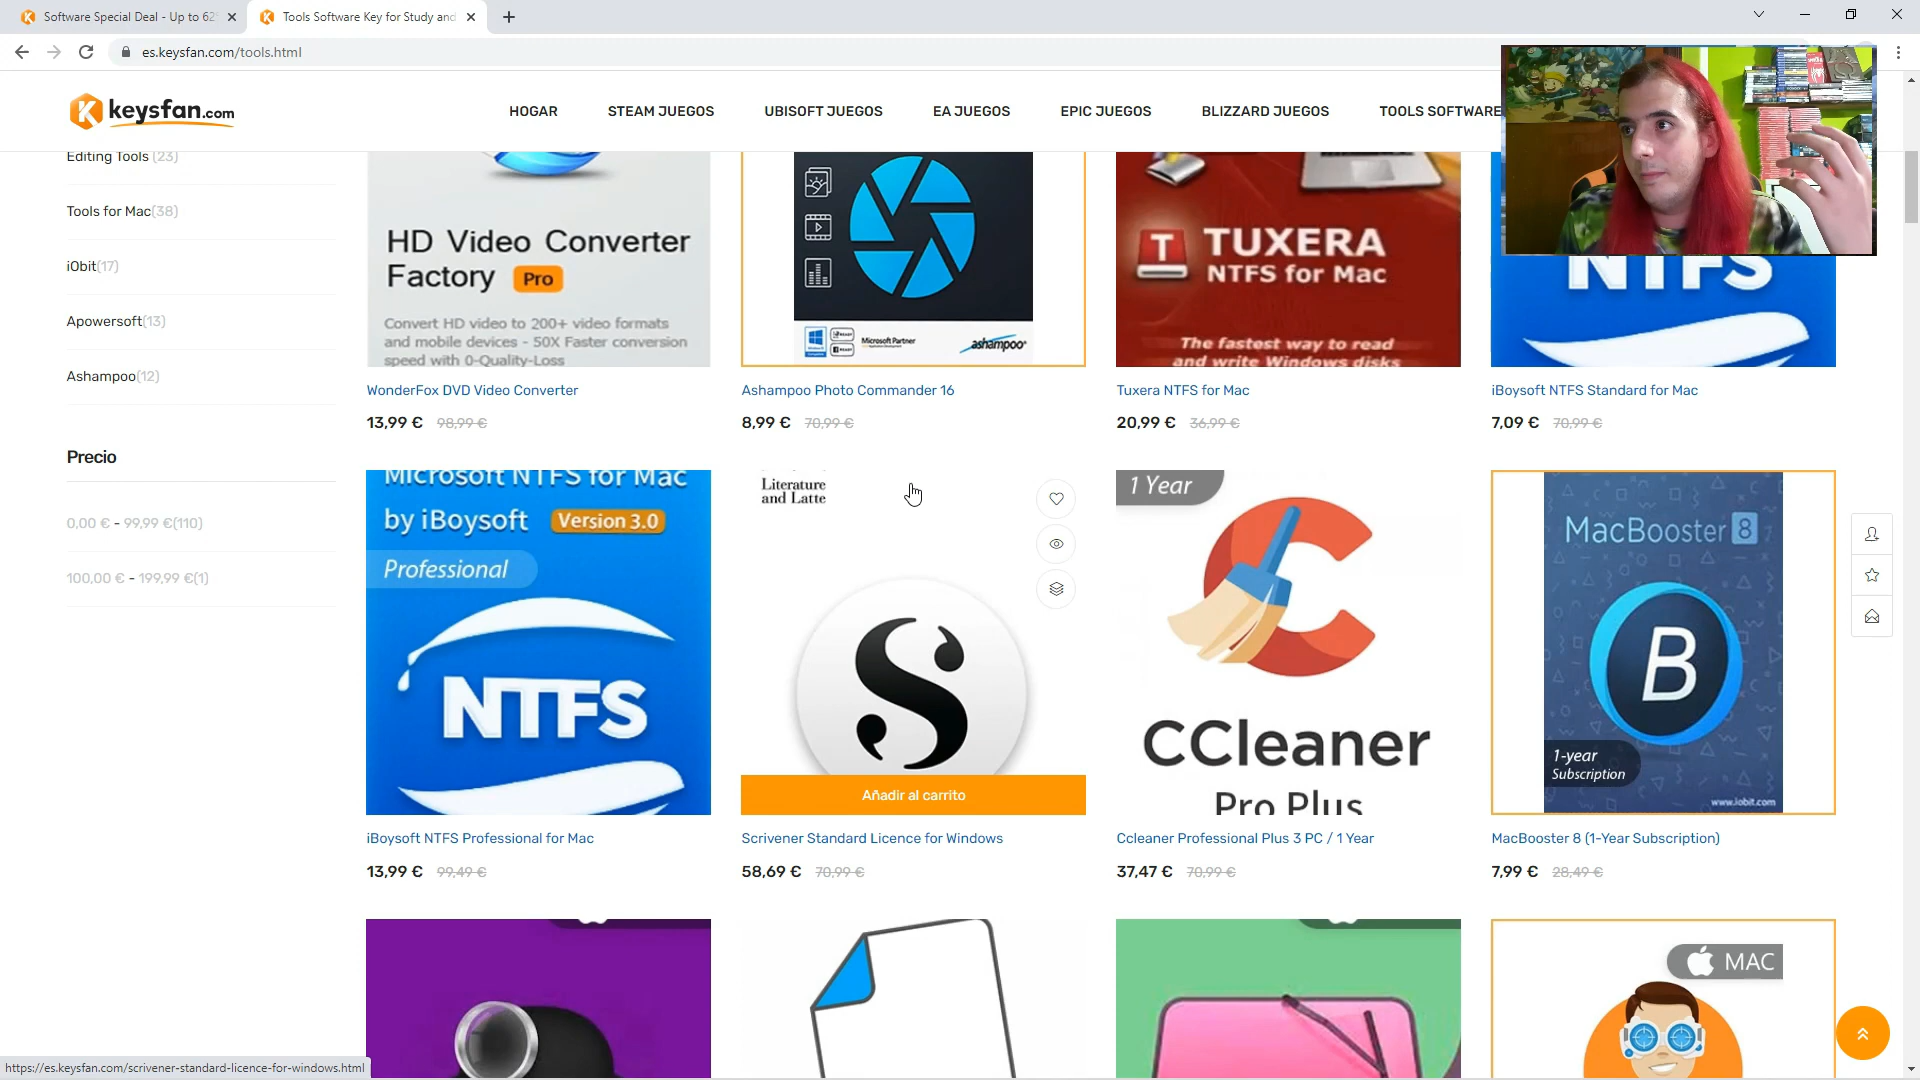 Software Special Deal - Up to 62
Tools Software Key for Study and
es.keysfan.com/tools.html
keysfan.com
HOGAR
STEAM JUEGOS
UBISOFT JUEGOS
EA JUEGOS
EPIC JUEGOS
BLIZZARD JUEGOS
TOOLS SOFTWARE
Editing Tools (23)
Tools for Mac(38)
iObit(17)
Apowersoft(13)
Ashampoo(12)
Precio
0,00 € - 99,99 €(110)
100,00 € - 199,99 €(1)
HD Video Converter
Factory Pro
Convert HD video to 200+ video formats
and mobile devices - 50X Faster conversion
speed with 0-Quality-Loss
Microsoft Partner
ashampoo
TUXERA
NTFS for Mac
The fastest way to read
and write Windows disks
NTFS
WonderFox DVD Video Converter
13,99 € 98,99 €
Ashampoo Photo Commander 16
8,99 € 70,99 €
Tuxera NTFS for Mac
20,99 € 36,99 €
iBoysoft NTFS Standard for Mac
7,09 € 70,99 €
Microsoft NTFS for Mac
by iBoysoft Version 3.0
Professional
NTFS
Literature
and Latte
S
Añadir al carrito
1 Year
CCleaner
Pro Plus
MacBooster 8
B
1-year
Subscription
www.iobit.com
iBoysoft NTFS Professional for Mac
13,99 € 99,49 €
Scrivener Standard Licence for Windows
58,69 € 70,99 €
Ccleaner Professional Plus 3 PC / 1 Year
37,47 € 70,99 €
MacBooster 8 (1-Year Subscription)
7,99 € 28,49 €
MAC
https://es.keysfan.com/scrivener-standard-licence-for-windows.html